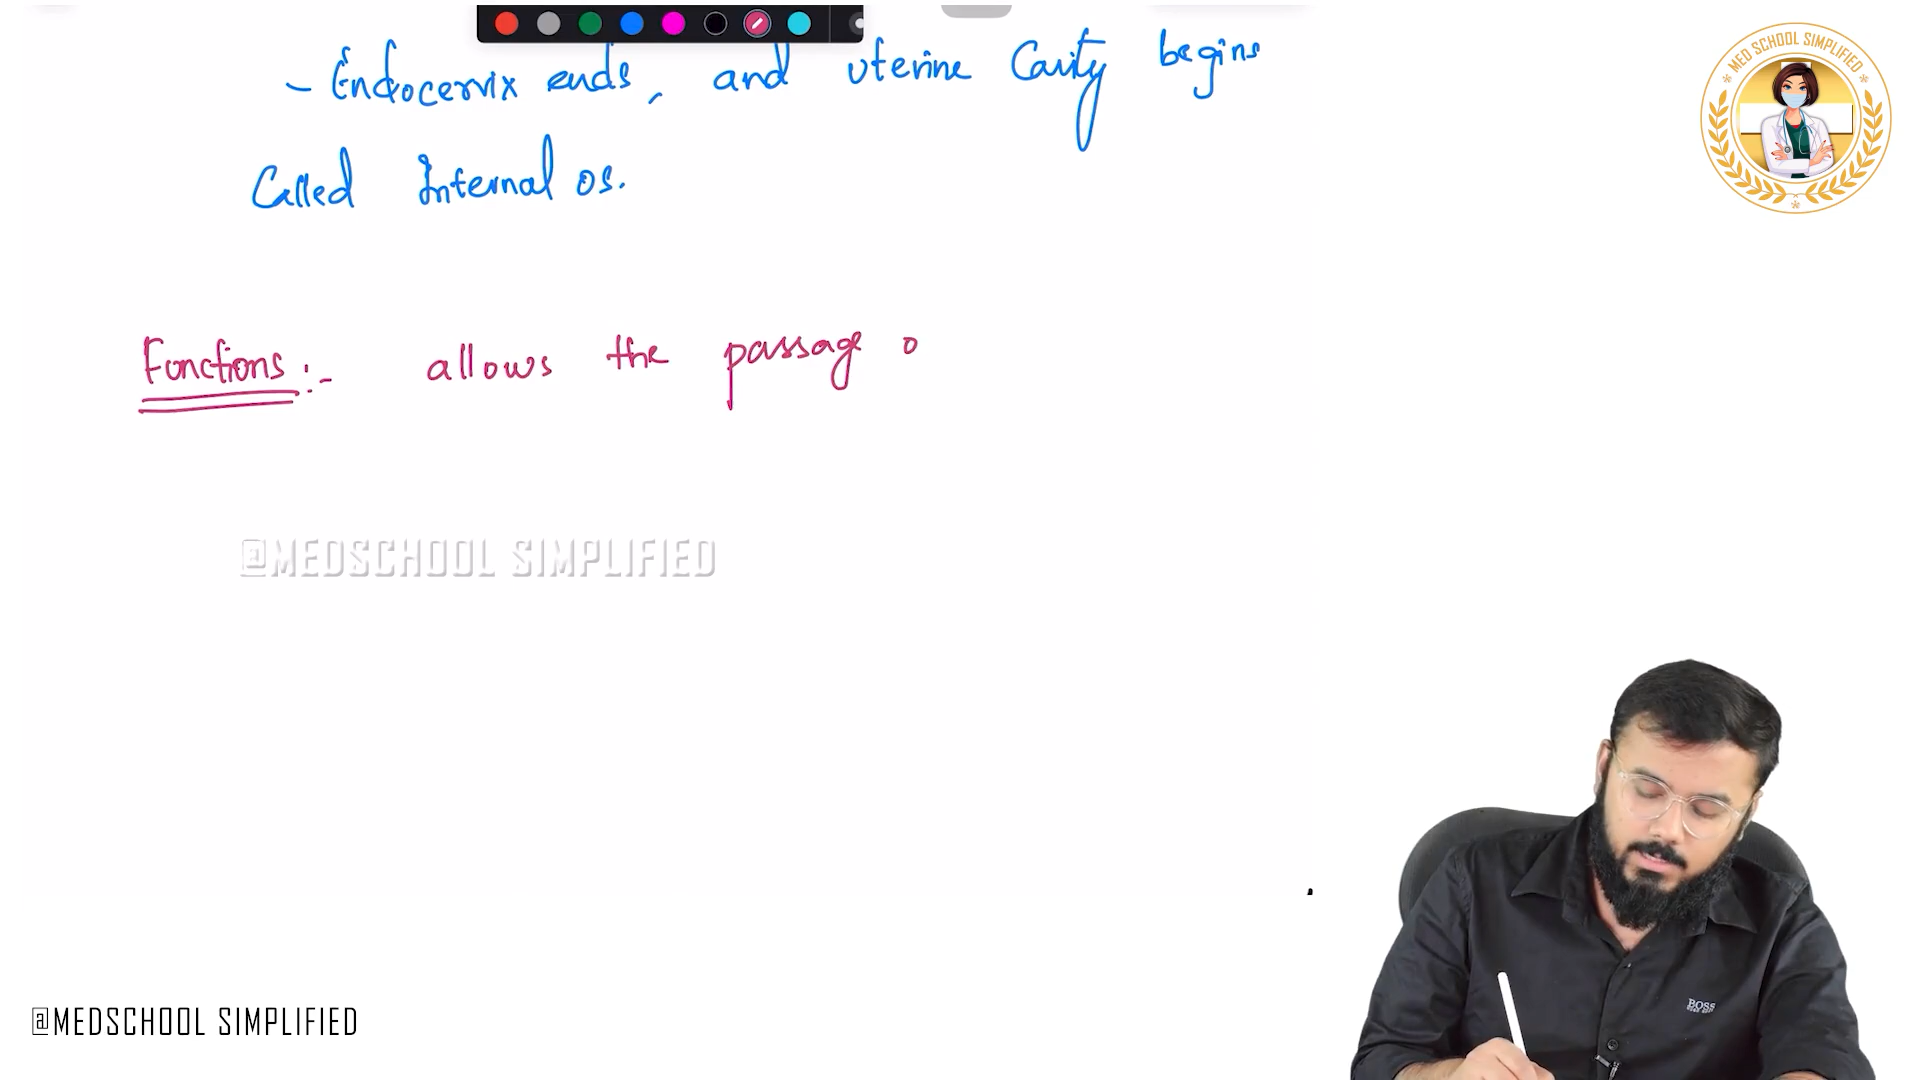 - Endocervix ends, and uterine Cavity begins
Called Internal os.
Functions:- allows the passage o
@MEDSCHOOL SIMPLIFIED
@MEDSCHOOL SIMPLIFIED
MED SCHOOL SIMPLIFIED
BOSS